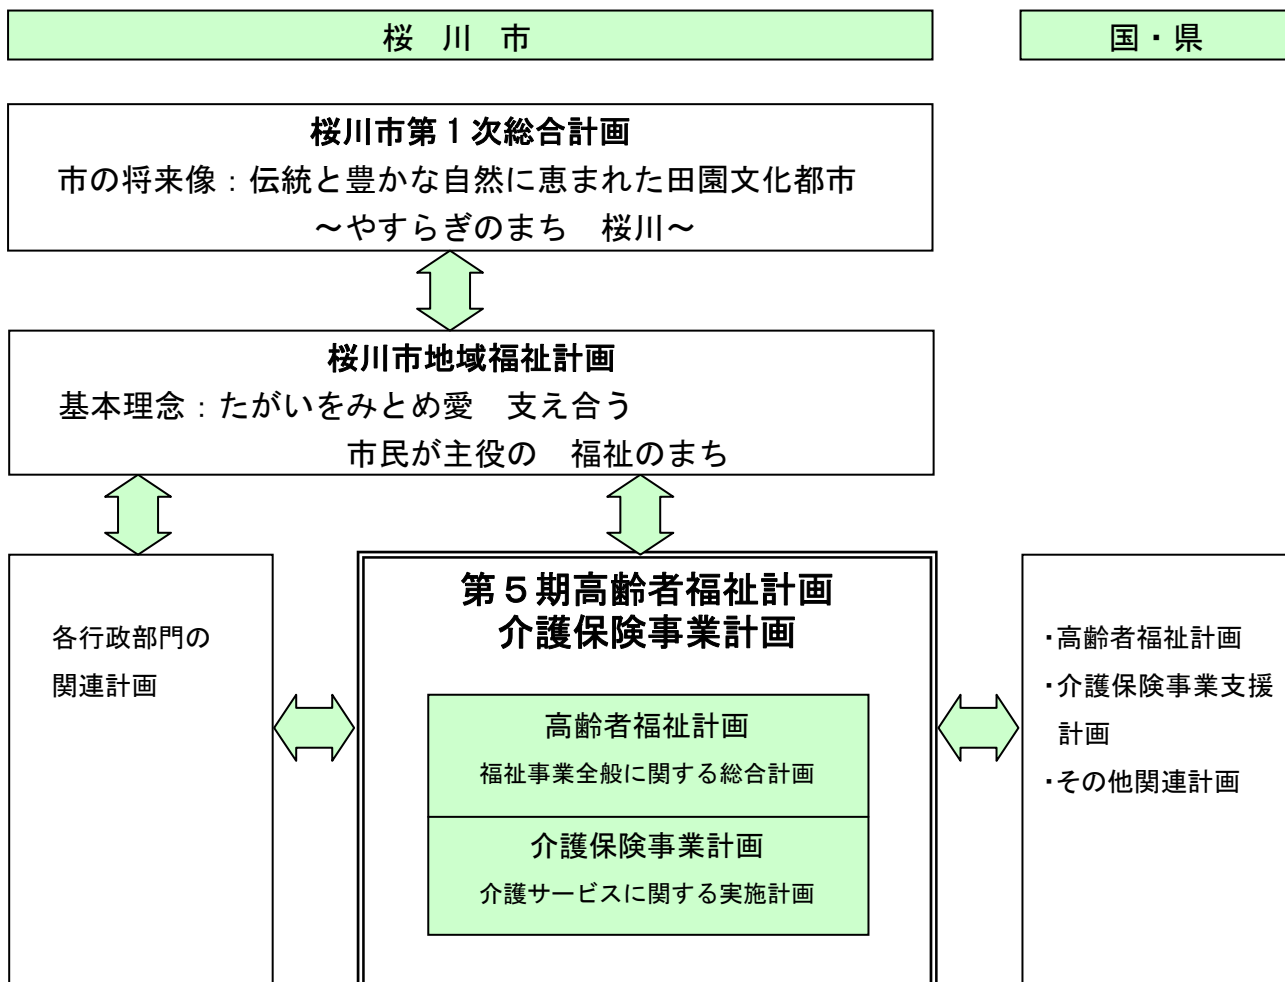 桜　川　市
国・県
桜川市第１次総合計画
市の将来像：伝統と豊かな自然に恵まれた田園文化都市
～やすらぎのまち　桜川～
桜川市地域福祉計画
基本理念：たがいをみとめ愛　支え合う
市民が主役の　福祉のまち
各行政部門の
関連計画
第５期高齢者福祉計画
介護保険事業計画
高齢者福祉計画
福祉事業全般に関する総合計画
介護保険事業計画
介護サービスに関する実施計画
・高齢者福祉計画
・介護保険事業支援
計画
・その他関連計画